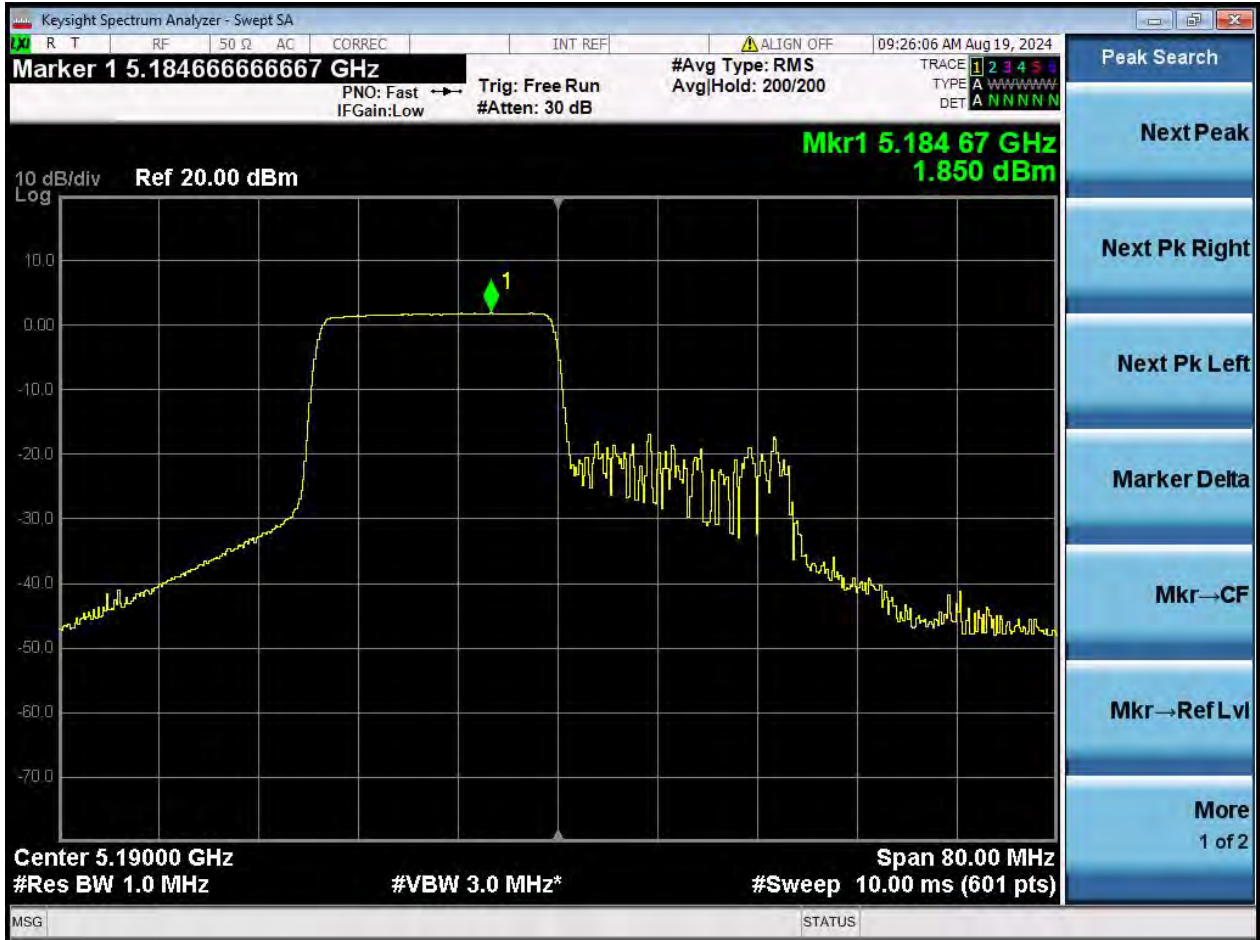 Keysight Spectrum Analyzer - Swept SA
LXI R T RF 50 Ω AC CORREC INT REF ALIGN OFF 09:26:06 AM Aug 19, 2024
Marker 1 5.184666666667 GHz
PNO: Fast
IFGain:Low
Trig: Free Run
#Atten: 30 dB
#Avg Type: RMS
Avg|Hold: 200/200
TRACE 1 2 3 4 5 6
TYPE A WWWWW
DET A N N N N N
Mkr1 5.184 67 GHz
1.850 dBm
10 dB/div Ref 20.00 dBm
Log
10.0
1
0.00
-10.0
-20.0
-30.0
-40.0
-50.0
-60.0
-70.0
Center 5.19000 GHz Span 80.00 MHz
#Res BW 1.0 MHz #VBW 3.0 MHz* #Sweep 10.00 ms (601 pts)
MSG STATUS
Peak Search
Next Peak
Next Pk Right
Next Pk Left
Marker Delta
Mkr→CF
Mkr→Ref Lvl
More
1 of 2